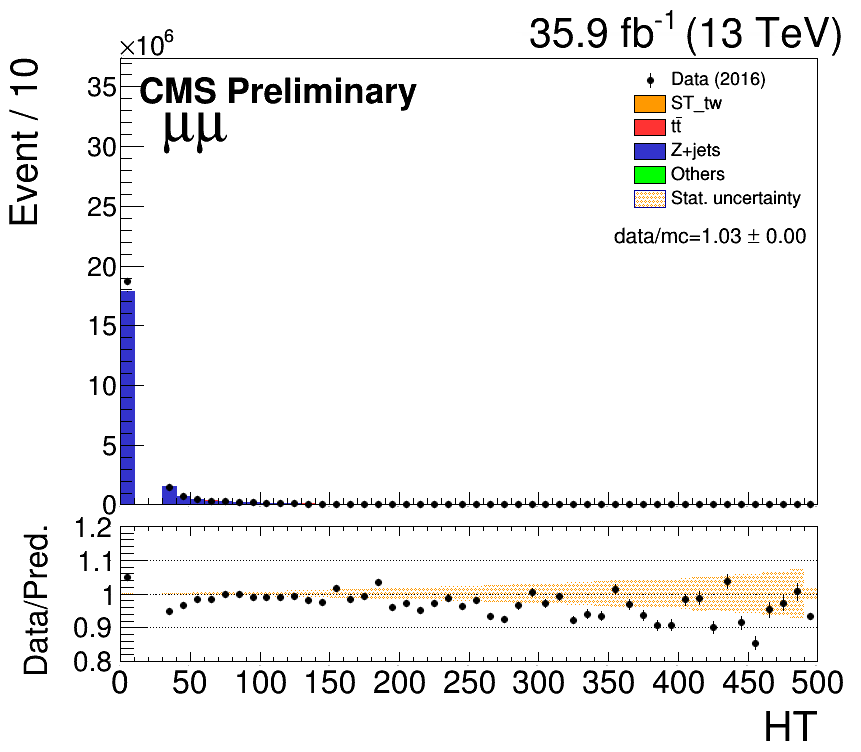 35.9 fb⁻¹ (13 TeV)
×10⁶
CMS Preliminary
μμ
Data (2016)
ST_tw
tt̄
Z+jets
Others
Stat. uncertainty
data/mc=1.03 ± 0.00
Event / 10
35
30
25
20
15
10
5
0
Data/Pred.
1.2
1.1
1
0.9
0.8
0 50 100 150 200 250 300 350 400 450 500
HT